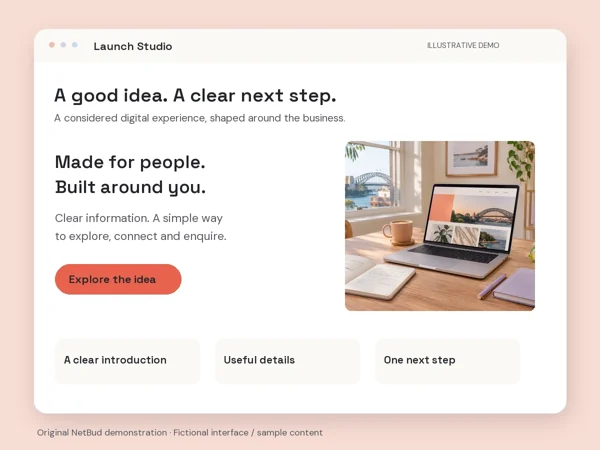 Launch Studio
ILLUSTRATIVE DEMO
A good idea. A clear next step.
A considered digital experience, shaped around the business.
Made for people.
Built around you.
Clear information. A simple way
to explore, connect and enquire.
Explore the idea
A clear introduction
Useful details
One next step
Original NetBud demonstration · Fictional interface / sample content